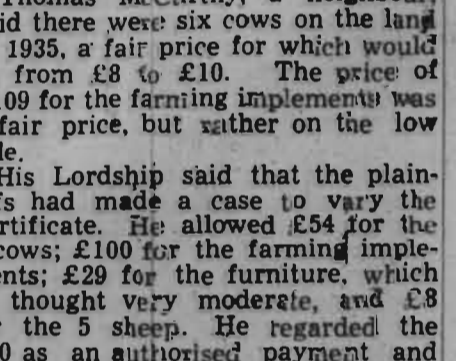 id there were six cows on the land
1935, a fair price for which would
from £8 to £10. The price of
09 for the farming implements was
fair price, but rather on the low
le.
His Lordship said that the plain-
s had made a case to vary the
rtificate. He allowed £54 for the
cows; £100 for the farming imple-
ents; £29 for the furniture, which
thought very moderate, and £8
the 5 sheep. He regarded the
0 as an authorised payment and